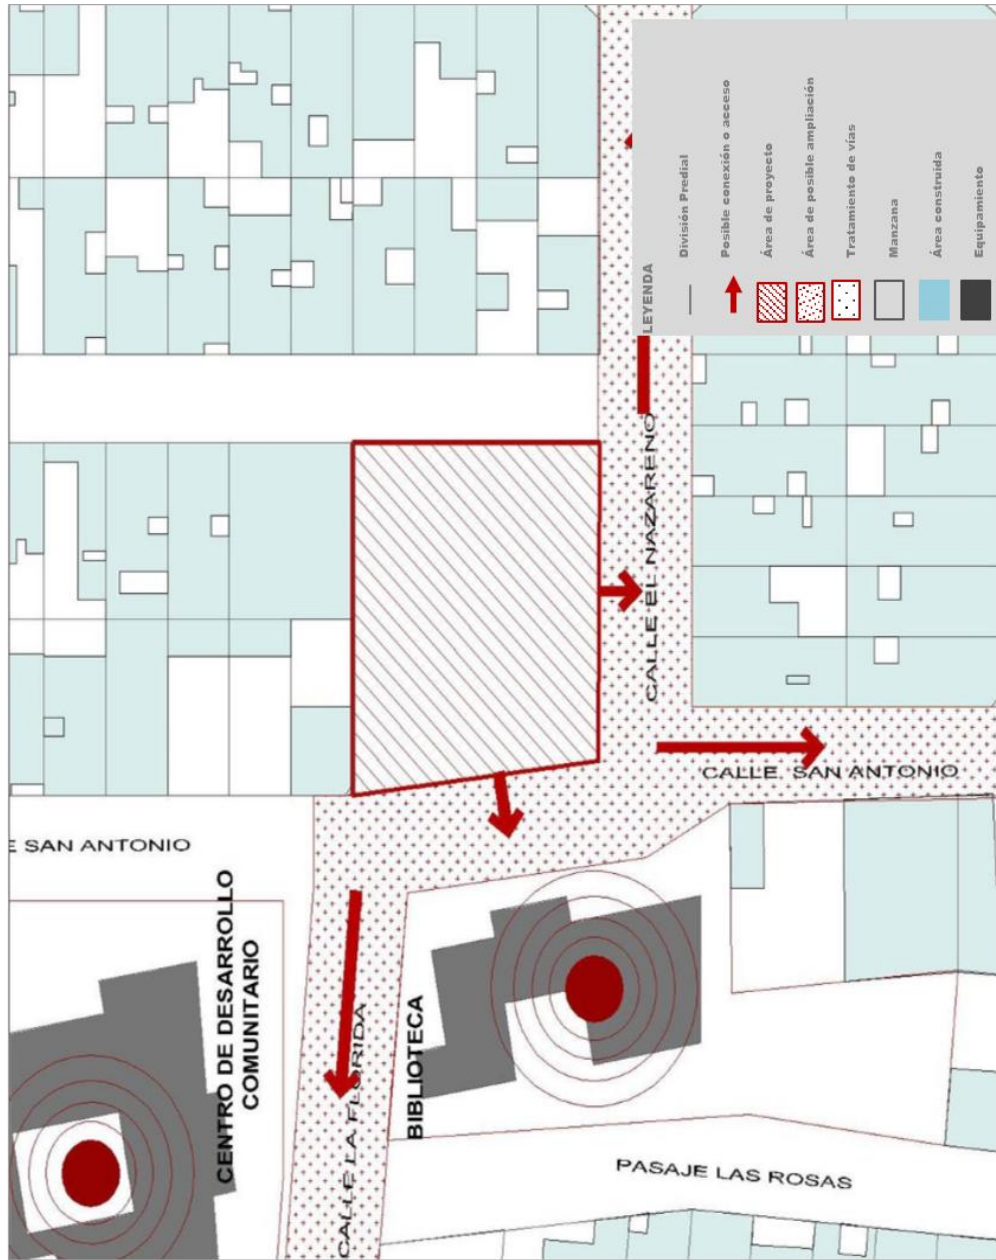 LEYENDA
División Predial
Posible conexión o acceso
Área de proyecto
Área de posible ampliación
Tratamiento de vías
Manzana
Área construida
Equipamiento
CALLE EL NAZARENO
CALLE. SAN ANTONIO
E SAN ANTONIO
CENTRO DE DESARROLLO
COMUNITARIO
CALLE LA FLORIDA
BIBLIOTECA
PASAJE LAS ROSAS